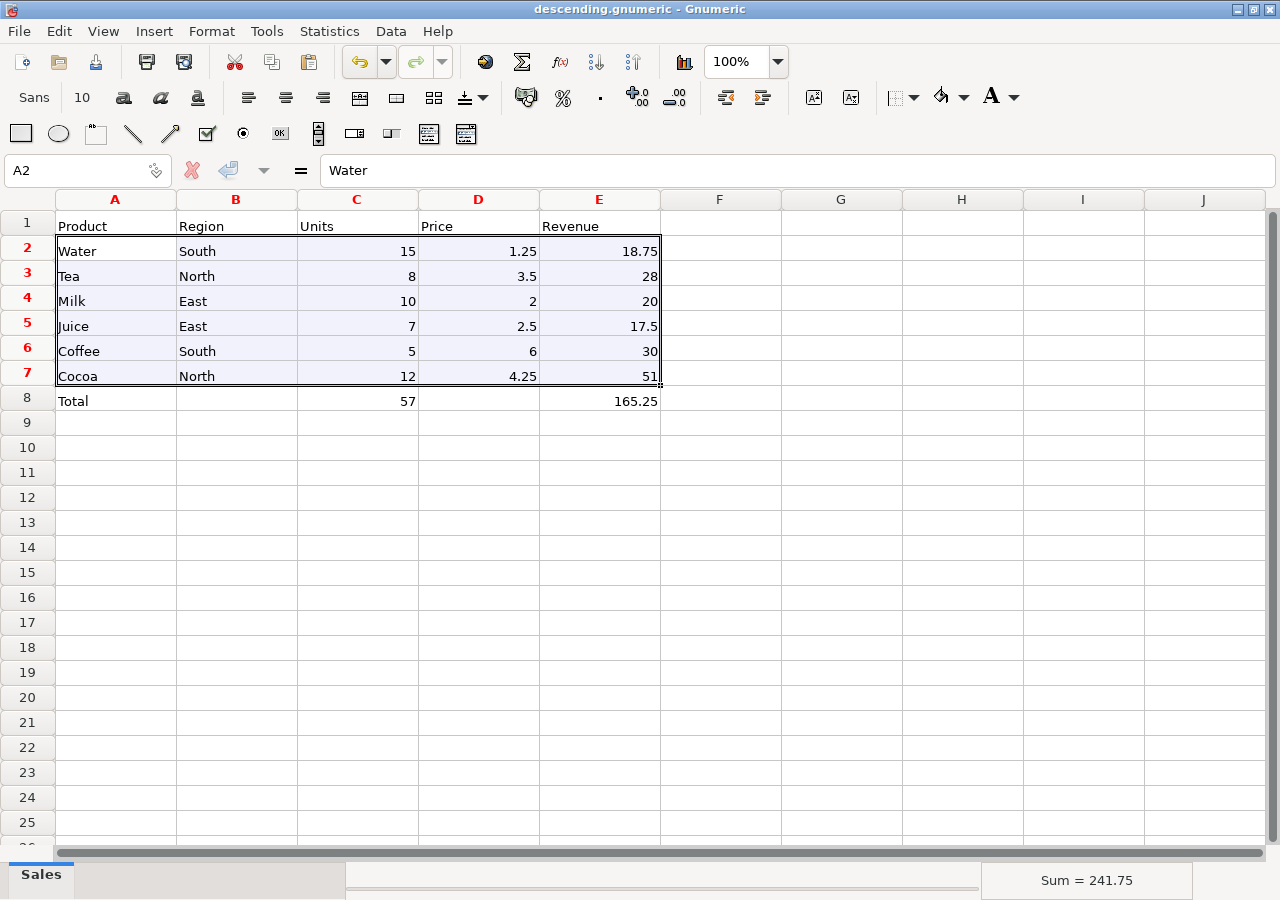 descending.gnumeric - Gnumeric
File Edit View Insert Format Tools Statistics Data Help
f(x) 100%
Sans 10 a a a % .00 .00 A
OK
A2 = Water
A B C D E F G H I J
1 Product Region Units Price Revenue
2 Water South 15 1.25 18.75
3 Tea North 8 3.5 28
4 Milk East 10 2 20
5 Juice East 7 2.5 17.5
6 Coffee South 5 6 30
7 Cocoa North 12 4.25 51
8 Total 57 165.25
9
10
11
12
13
14
15
16
17
18
19
20
21
22
23
24
25
Sales Sum = 241.75